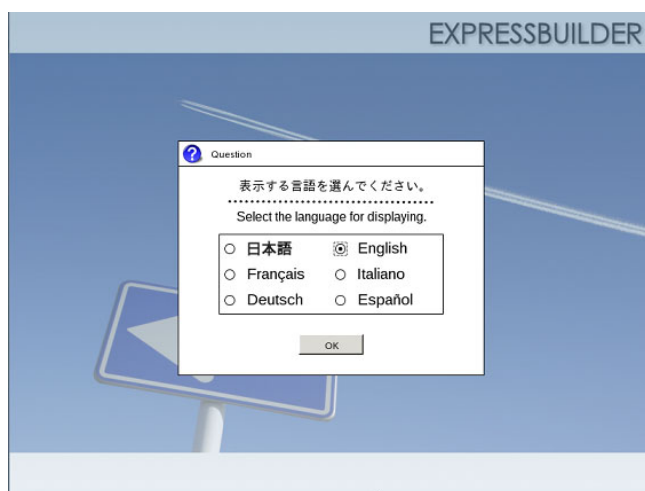 EXPRESSBUILDER
Question
表示する言語を選んでください。
Select the language for displaying.
日本語 English
Français Italiano
Deutsch Español
OK